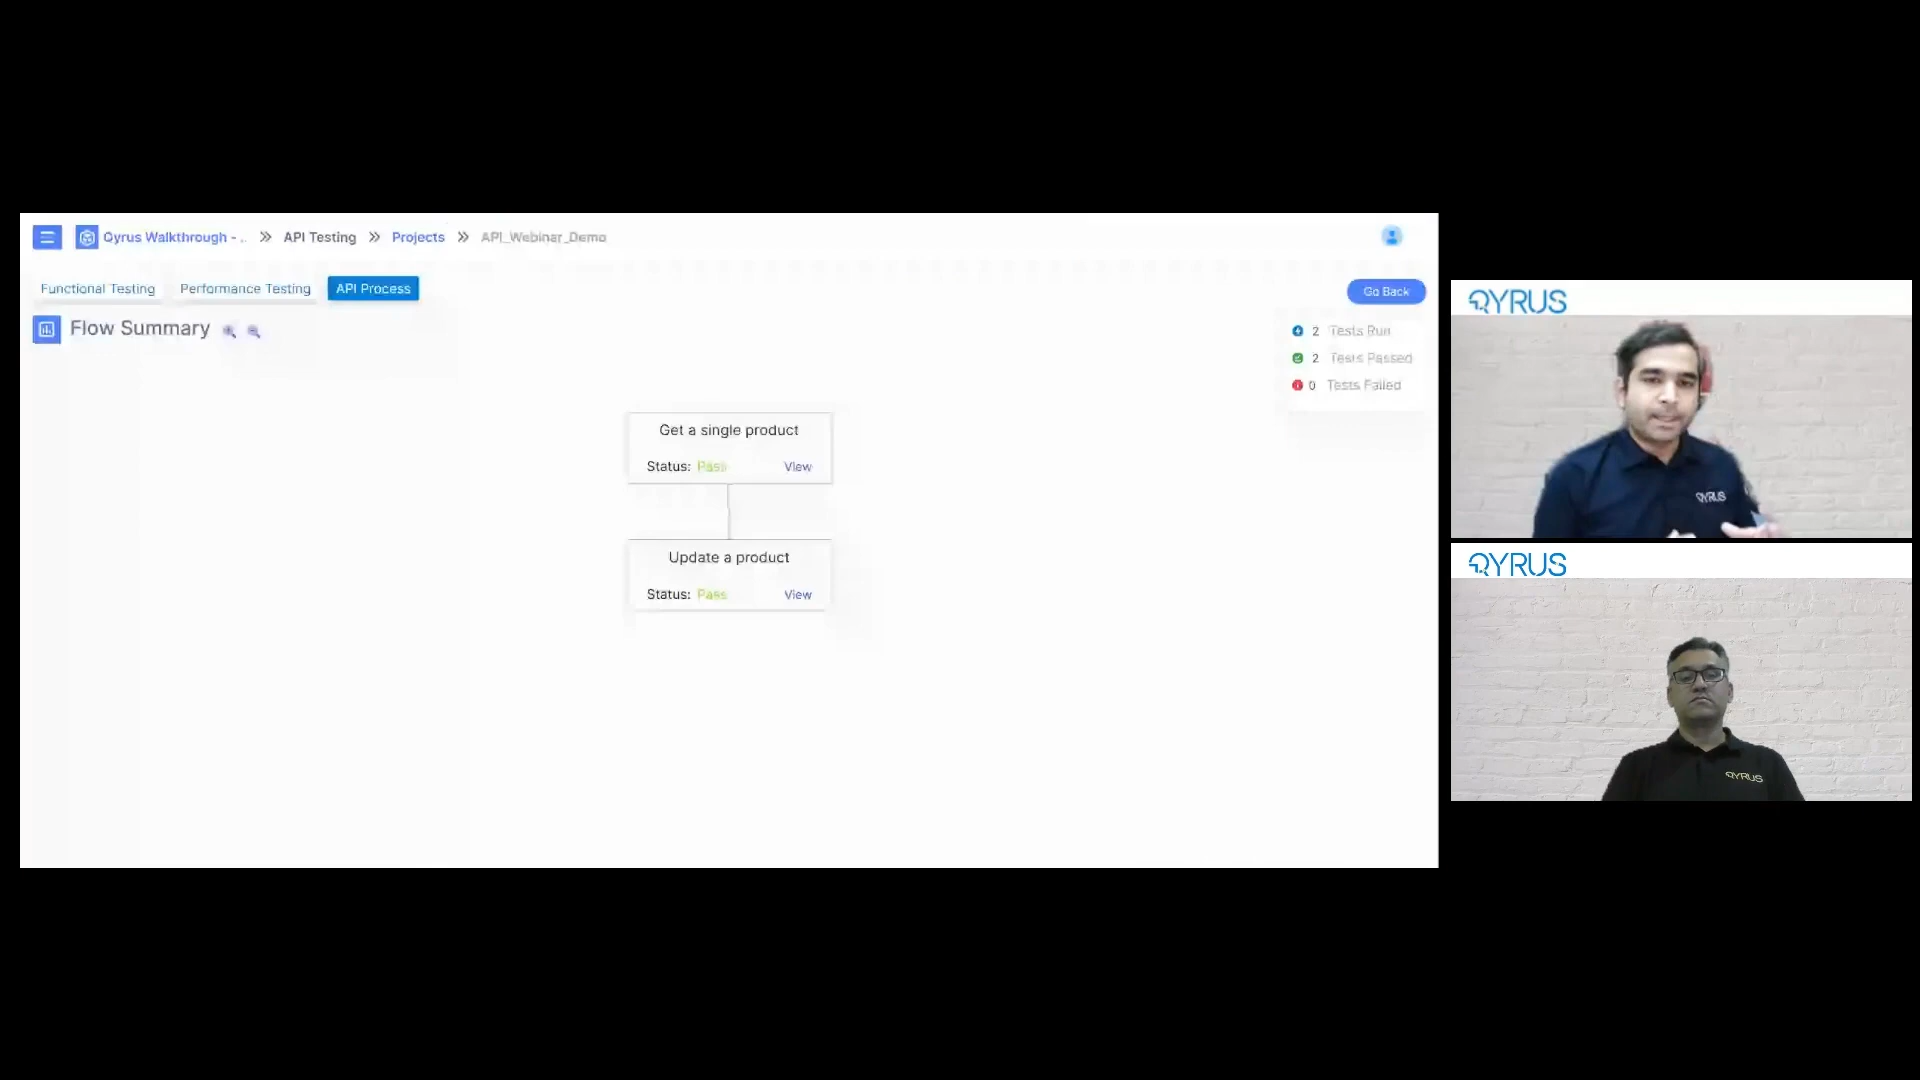 Qyrus Walkthrough - .. >> API Testing >> Projects >> API_Webinar_Demo
Functional Testing Performance Testing API Process
Go Back
Flow Summary
2 Tests Run
2 Tests Passed
0 Tests Failed
Get a single product
Status: Pass View
Update a product
Status: Pass View
QYRUS
QYRUS
QYRUS
QYRUS